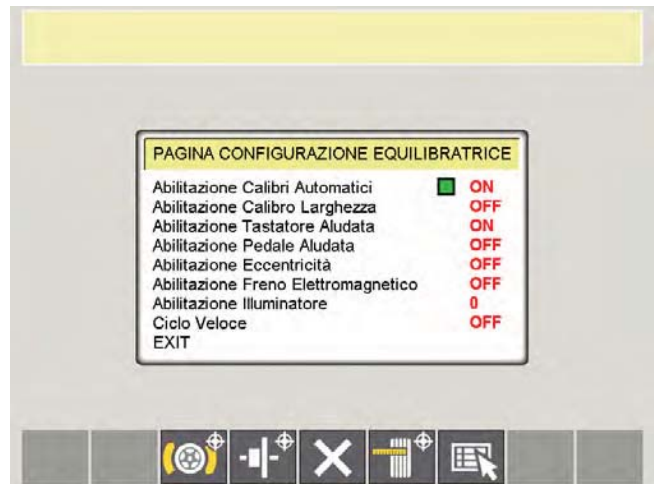 PAGINA CONFIGURAZIONE EQUILIBRATRICE
Abilitazione Calibri Automatici ON
Abilitazione Calibro Larghezza OFF
Abilitazione Tastatore Aludata ON
Abilitazione Pedale Aludata OFF
Abilitazione Eccentricità OFF
Abilitazione Freno Elettromagnetico OFF
Abilitazione Illuminatore 0
Ciclo Veloce OFF
EXIT